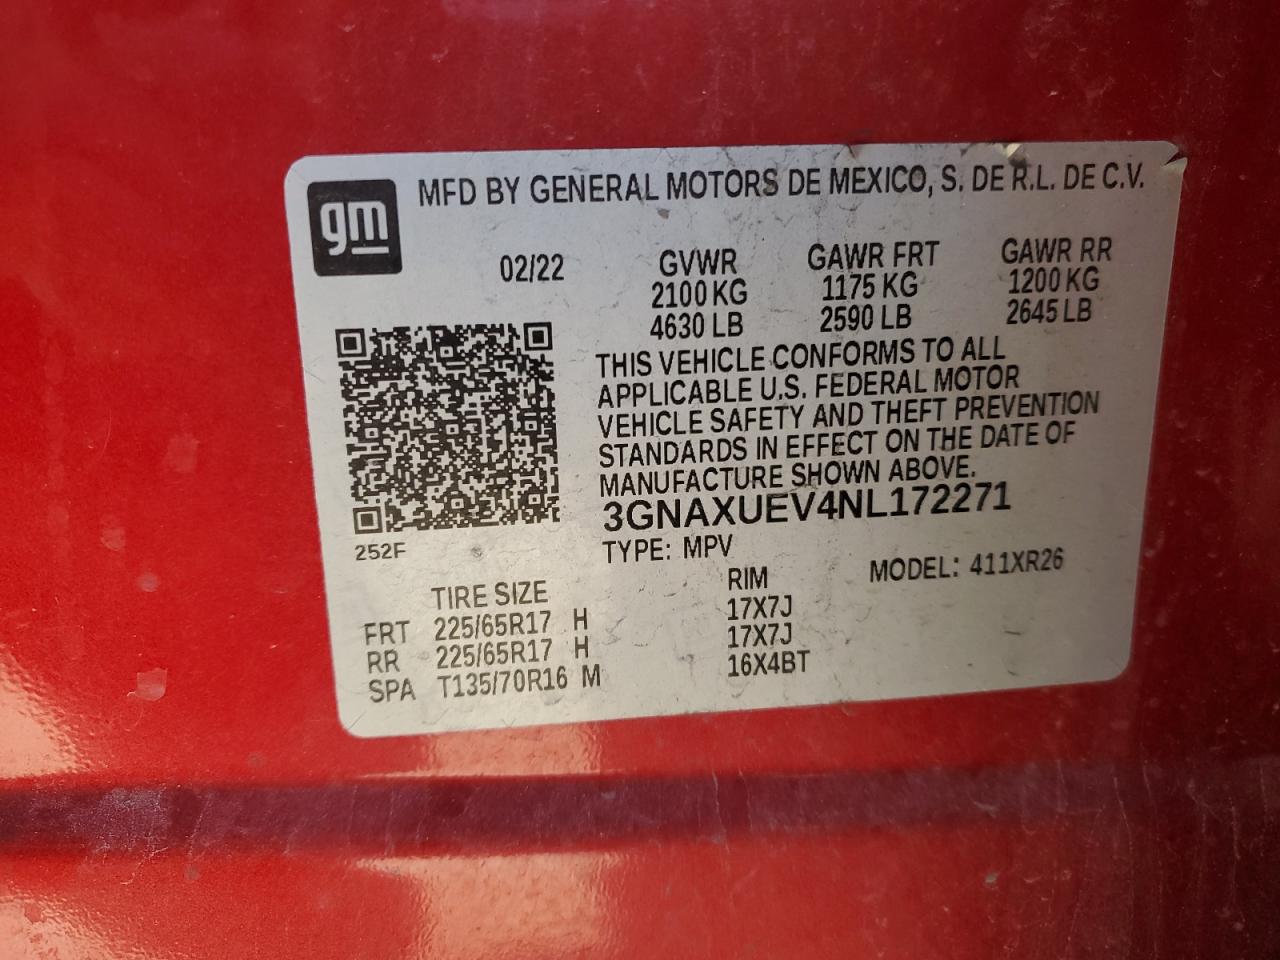 gm
MFD BY GENERAL MOTORS DE MEXICO, S. DE R.L. DE C.V.
02/22 GVWR GAWR FRT GAWR RR
2100 KG 1175 KG 1200 KG
4630 LB 2590 LB 2645 LB
THIS VEHICLE CONFORMS TO ALL
APPLICABLE U.S. FEDERAL MOTOR
VEHICLE SAFETY AND THEFT PREVENTION
STANDARDS IN EFFECT ON THE DATE OF
MANUFACTURE SHOWN ABOVE.
3GNAXUEV4NL172271
252F
TYPE: MPV MODEL: 411XR26
TIRE SIZE RIM
FRT 225/65R17 H 17X7J
RR 225/65R17 H 17X7J
SPA T135/70R16 M 16X4BT